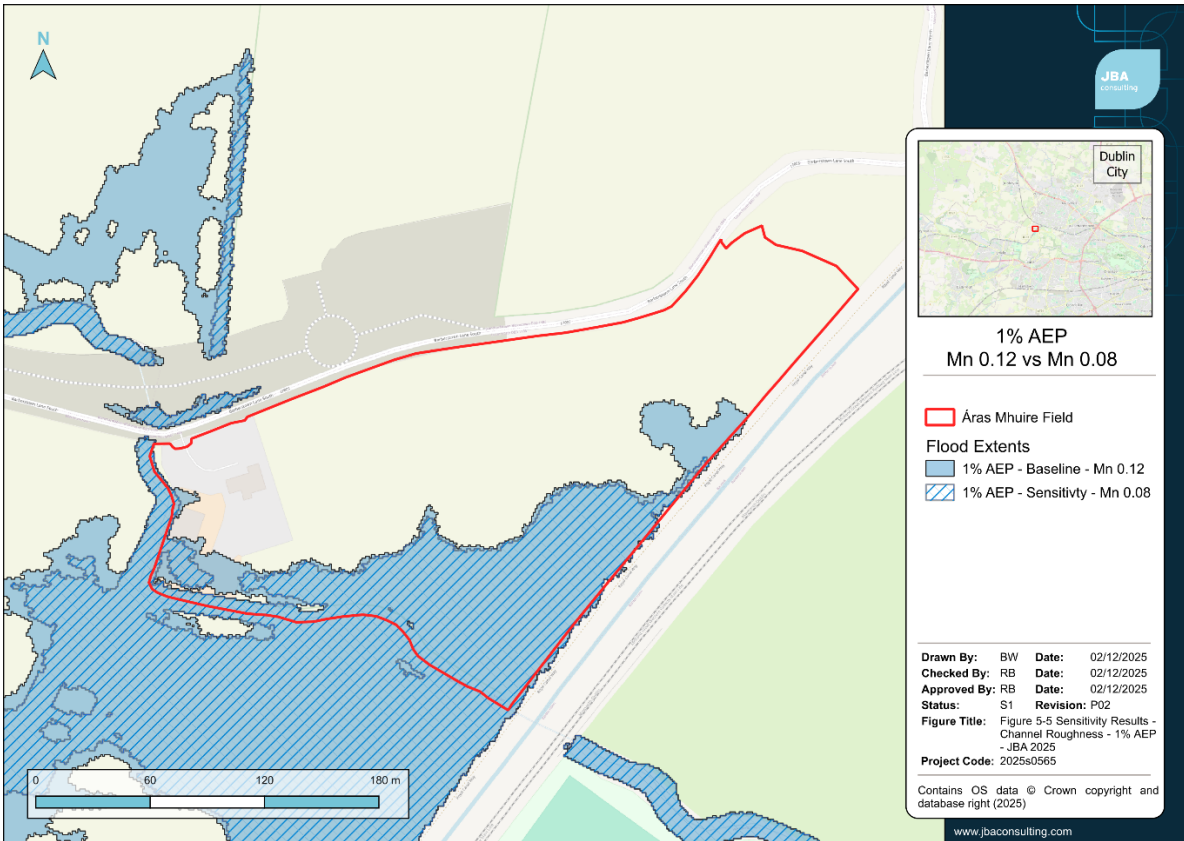 N
JBA
consulting
Dublin
City
1% AEP
Mn 0.12 vs Mn 0.08
Áras Mhuire Field
Flood Extents
1% AEP - Baseline - Mn 0.12
1% AEP - Sensitivty - Mn 0.08
Drawn By: BW Date: 02/12/2025
Checked By: RB Date: 02/12/2025
Approved By: RB Date: 02/12/2025
Status: S1 Revision: P02
Figure Title: Figure 5-5 Sensitivity Results -
Channel Roughness - 1% AEP
- JBA 2025
Project Code: 2025s0565
Contains OS data © Crown copyright and
database right (2025)
www.jbaconsulting.com
0 60 120 180 m